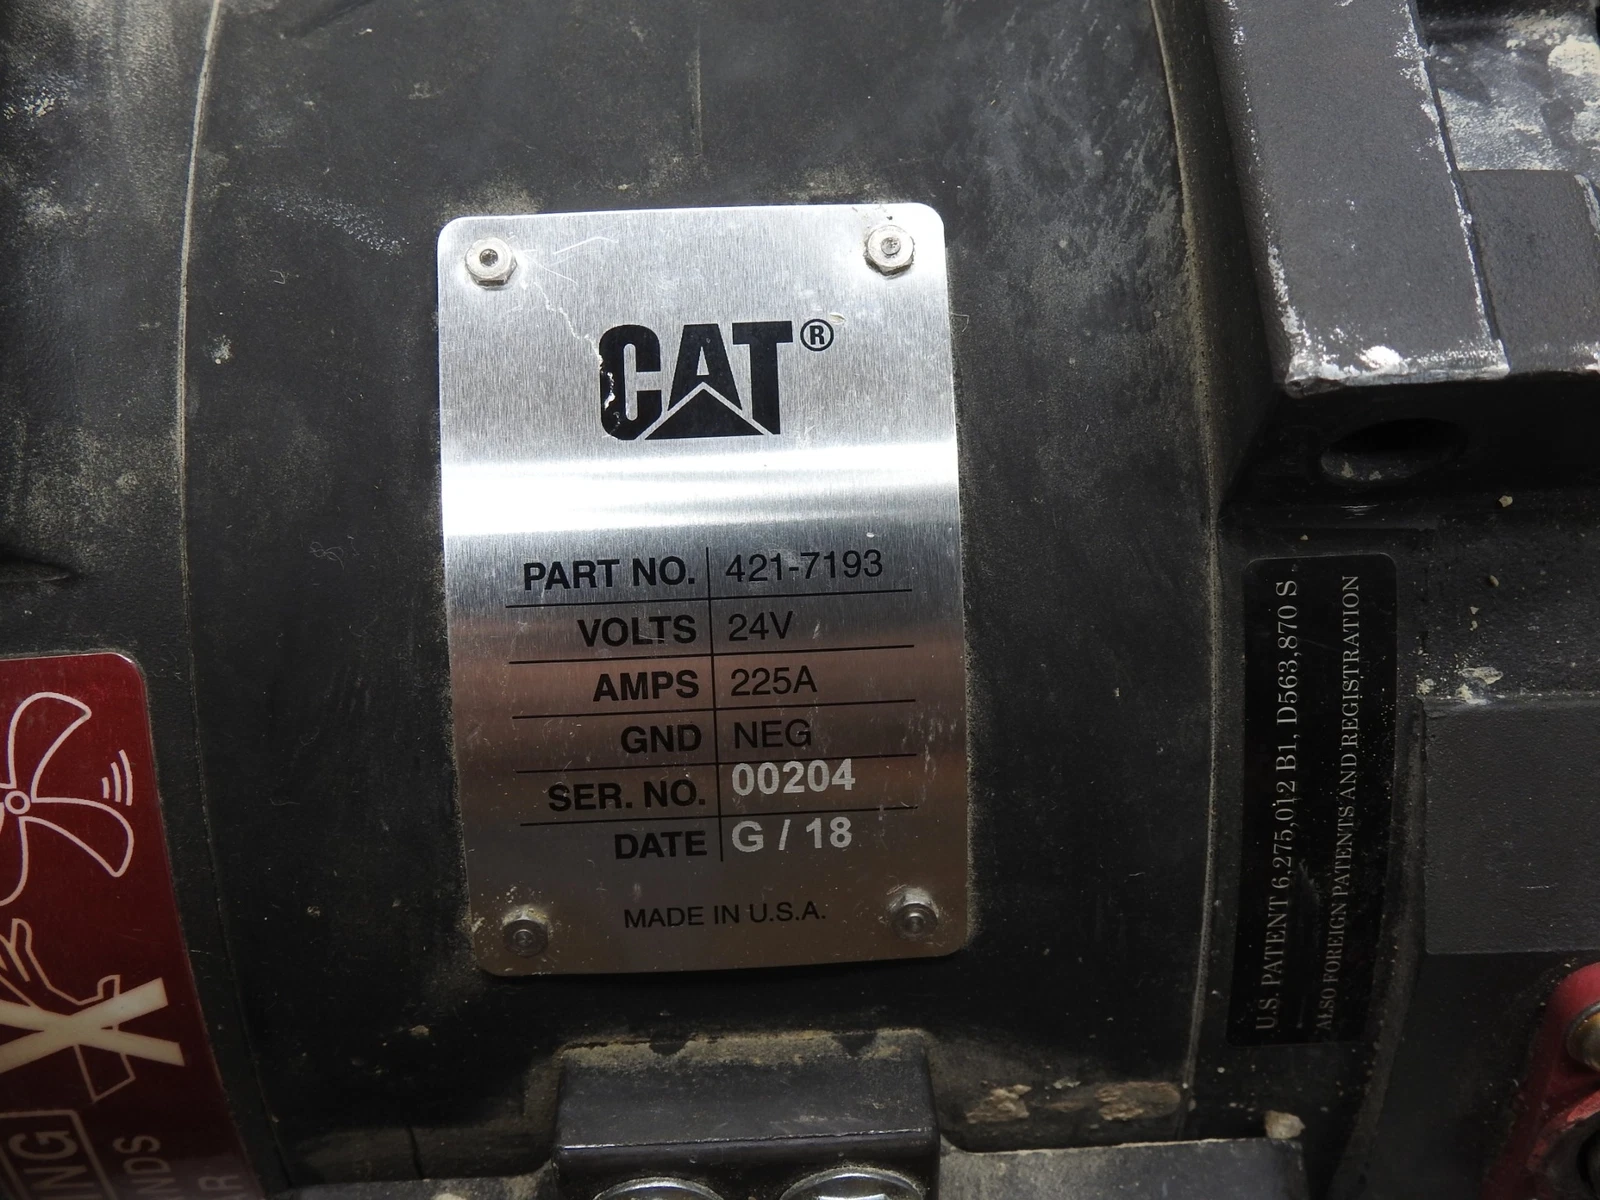 CAT®
PART NO. 421-7193
VOLTS 24V
AMPS 225A
GND NEG
SER. NO. 00204
DATE G / 18
MADE IN U.S.A.
U.S. PATENT 6,275,012 B1, D563,870 S
ALSO FOREIGN PATENTS AND REGISTRATION